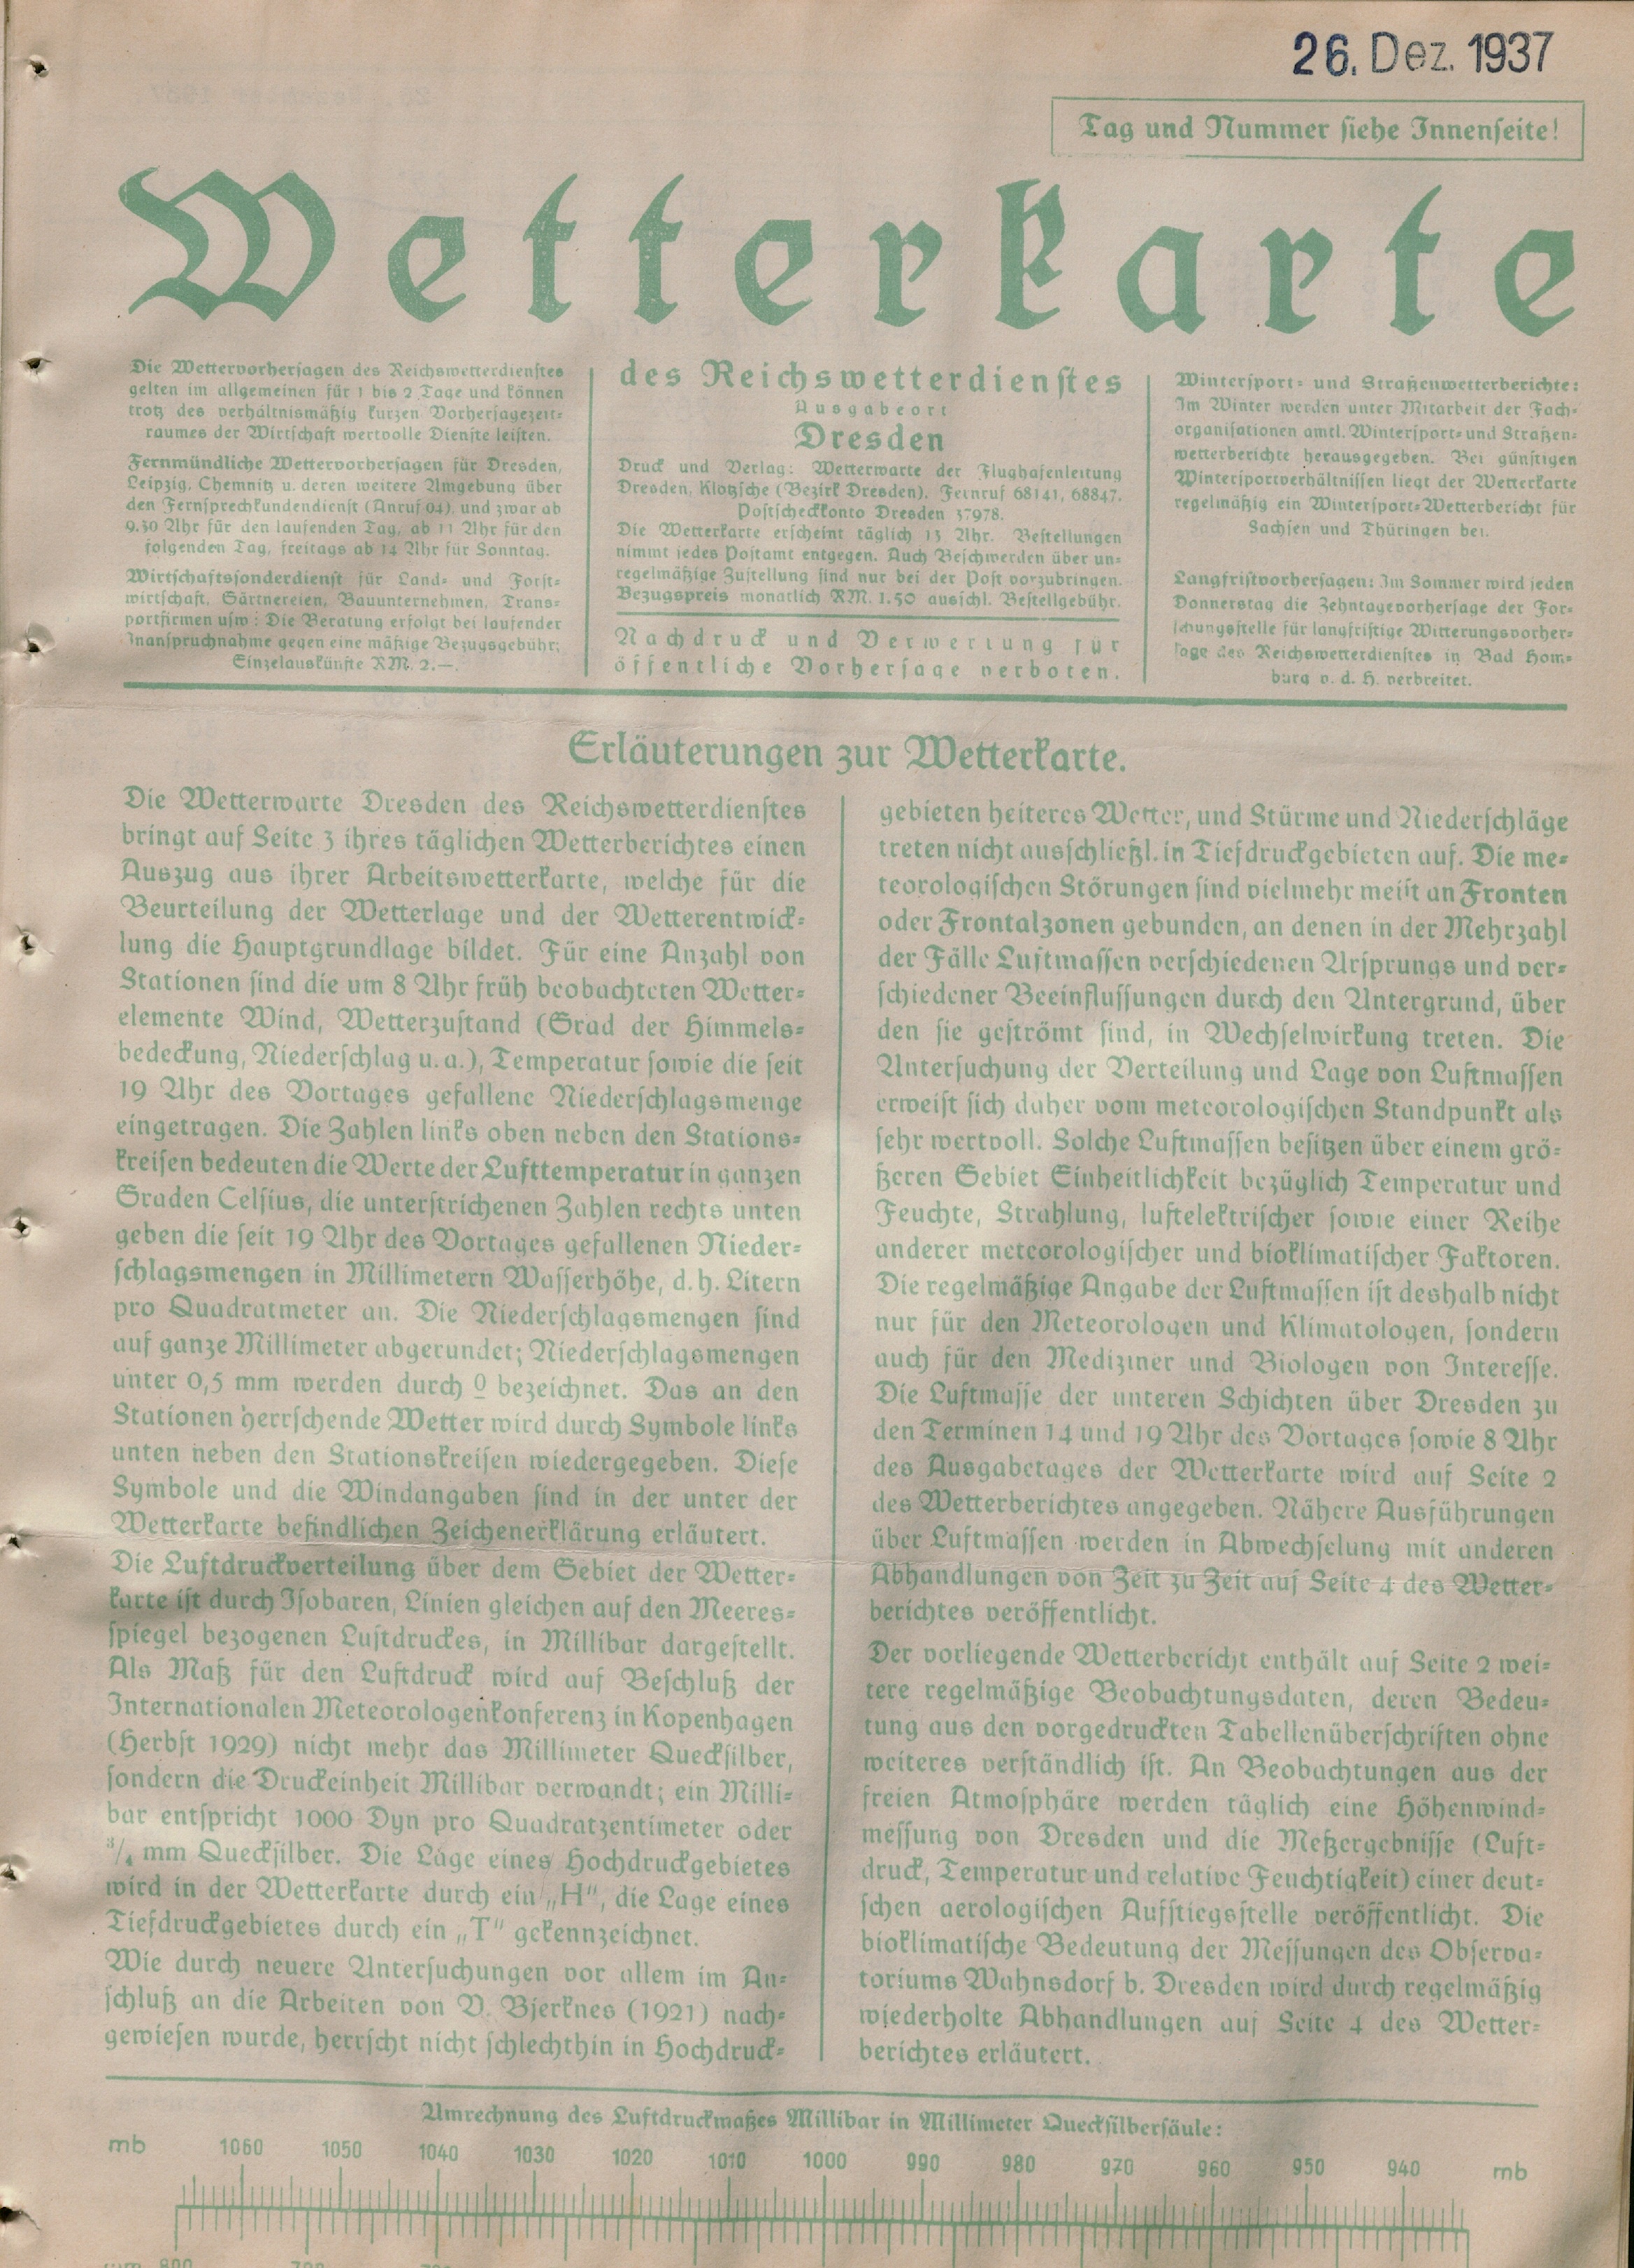 26. Dez. 1937
Tag und Nummer siehe Innenseite!
Wetterkarte
Die Wettervorhersagen des Reichswetterdienstes
gelten im allgemeinen für 1 bis 2 Tage und können
trotz des verhältnismäßig kurzen Vorhersagezeit-
raumes der Wirtschaft wertvolle Dienste leisten.
Fernmündliche Wettervorhersagen für Dresden,
Leipzig, Chemnitz u. deren weitere Umgebung über
den Fernsprechkundendienst (Anruf 04), und zwar ab
9.30 Uhr für den laufenden Tag, ab 11 Uhr für den
folgenden Tag, freitags ab 14 Uhr für Sonntag.
Wirtschaftssonderdienst für Land- und Forst-
wirtschaft, Gärtnereien, Bauunternehmen, Trans-
portfirmen usw.: Die Beratung erfolgt bei laufender
Inanspruchnahme gegen eine mäßige Bezugsgebühr;
Einzelauskünfte RM. 2.—.
des Reichswetterdienstes
Ausgabeort
Dresden
Druck und Verlag: Wetterwarte der Flughafenleitung
Dresden, Klotzsche (Bezirk Dresden). Fernruf 68141, 68847.
Postscheckkonto Dresden 37978.
Die Wetterkarte erscheint täglich 13 Uhr. Bestellungen
nimmt jedes Postamt entgegen. Auch Beschwerden über un-
regelmäßige Zustellung sind nur bei der Post vorzubringen.
Bezugspreis monatlich RM. 1.50 ausschl. Bestellgebühr.
Nachdruck und Verwertung für
öffentliche Vorhersage verboten.
Wintersport- und Straßenwetterberichte:
Im Winter werden unter Mitarbeit der Fach-
organisationen amtl. Wintersport- und Straßen-
wetterberichte herausgegeben. Bei günstigen
Wintersportverhältnissen liegt der Wetterkarte
regelmäßig ein Wintersport-Wetterbericht für
Sachsen und Thüringen bei.
Langfristvorhersagen: Im Sommer wird jeden
Donnerstag die Zehntagevorhersage der For-
schungsstelle für langfristige Witterungsvorher-
sage des Reichswetterdienstes in Bad Hom-
burg v. d. H. verbreitet.
Erläuterungen zur Wetterkarte.
Die Wetterwarte Dresden des Reichswetterdienstes
bringt auf Seite 3 ihres täglichen Wetterberichtes einen
Auszug aus ihrer Arbeitswetterkarte, welche für die
Beurteilung der Wetterlage und der Wetterentwick-
lung die Hauptgrundlage bildet. Für eine Anzahl von
Stationen sind die um 8 Uhr früh beobachteten Wetter-
elemente Wind, Wetterzustand (Grad der Himmels-
bedeckung, Niederschlag u. a.), Temperatur sowie die seit
19 Uhr des Vortages gefallene Niederschlagsmenge
eingetragen. Die Zahlen links oben neben den Stations-
kreisen bedeuten die Werte der Lufttemperatur in ganzen
Graden Celsius, die unterstrichenen Zahlen rechts unten
geben die seit 19 Uhr des Vortages gefallenen Nieder-
schlagsmengen in Millimetern Wasserhöhe, d. h. Litern
pro Quadratmeter an. Die Niederschlagsmengen sind
auf ganze Millimeter abgerundet; Niederschlagsmengen
unter 0,5 mm werden durch 0 bezeichnet. Das an den
Stationen herrschende Wetter wird durch Symbole links
unten neben den Stationskreisen wiedergegeben. Diese
Symbole und die Windangaben sind in der unter der
Wetterkarte befindlichen Zeichenerklärung erläutert.
Die Luftdruckverteilung über dem Gebiet der Wetter-
karte ist durch Isobaren, Linien gleichen auf den Meeres-
spiegel bezogenen Luftdruckes, in Millibar dargestellt.
Als Maß für den Luftdruck wird auf Beschluß der
Internationalen Meteorologenkonferenz in Kopenhagen
(Herbst 1929) nicht mehr das Millimeter Quecksilber,
sondern die Druckeinheit Millibar verwandt; ein Milli-
bar entspricht 1000 Dyn pro Quadratzentimeter oder
3/4 mm Quecksilber. Die Lage eines Hochdruckgebietes
wird in der Wetterkarte durch ein „H“, die Lage eines
Tiefdruckgebietes durch ein „T“ gekennzeichnet.
Wie durch neuere Untersuchungen vor allem im An-
schluß an die Arbeiten von V. Bjerknes (1921) nach-
gewiesen wurde, herrscht nicht schlechthin in Hochdruck-
gebieten heiteres Wetter, und Stürme und Niederschläge
treten nicht ausschließl. in Tiefdruckgebieten auf. Die me-
teorologischen Störungen sind vielmehr meist an Fronten
oder Frontalzonen gebunden, an denen in der Mehrzahl
der Fälle Luftmassen verschiedenen Ursprungs und ver-
schiedener Beeinflussungen durch den Untergrund, über
den sie geströmt sind, in Wechselwirkung treten. Die
Untersuchung der Verteilung und Lage von Luftmassen
erweist sich daher vom meteorologischen Standpunkt als
sehr wertvoll. Solche Luftmassen besitzen über einem grö-
ßeren Gebiet Einheitlichkeit bezüglich Temperatur und
Feuchte, Strahlung, luftelektrischer sowie einer Reihe
anderer meteorologischer und bioklimatischer Faktoren.
Die regelmäßige Angabe der Luftmassen ist deshalb nicht
nur für den Meteorologen und Klimatologen, sondern
auch für den Mediziner und Biologen von Interesse.
Die Luftmasse der unteren Schichten über Dresden zu
den Terminen 14 und 19 Uhr des Vortages sowie 8 Uhr
des Ausgabetages der Wetterkarte wird auf Seite 2
des Wetterberichtes angegeben. Nähere Ausführungen
über Luftmassen werden in Abwechselung mit anderen
Abhandlungen von Zeit zu Zeit auf Seite 4 des Wetter-
berichtes veröffentlicht.
Der vorliegende Wetterbericht enthält auf Seite 2 wei-
tere regelmäßige Beobachtungsdaten, deren Bedeu-
tung aus den vorgedruckten Tabellenüberschriften ohne
weiteres verständlich ist. An Beobachtungen aus der
freien Atmosphäre werden täglich eine Höhenwind-
messung von Dresden und die Meßergebnisse (Luft-
druck, Temperatur und relative Feuchtigkeit) einer deut-
schen aerologischen Aufstiegsstelle veröffentlicht. Die
bioklimatische Bedeutung der Messungen des Observa-
toriums Wahnsdorf b. Dresden wird durch regelmäßig
wiederholte Abhandlungen auf Seite 4 des Wetter-
berichtes erläutert.
Umrechnung des Luftdruckmaßes Millibar in Millimeter Quecksilbersäule:
mb 1060 1050 1040 1030 1020 1010 1000 990 980 970 960 950 940 mb